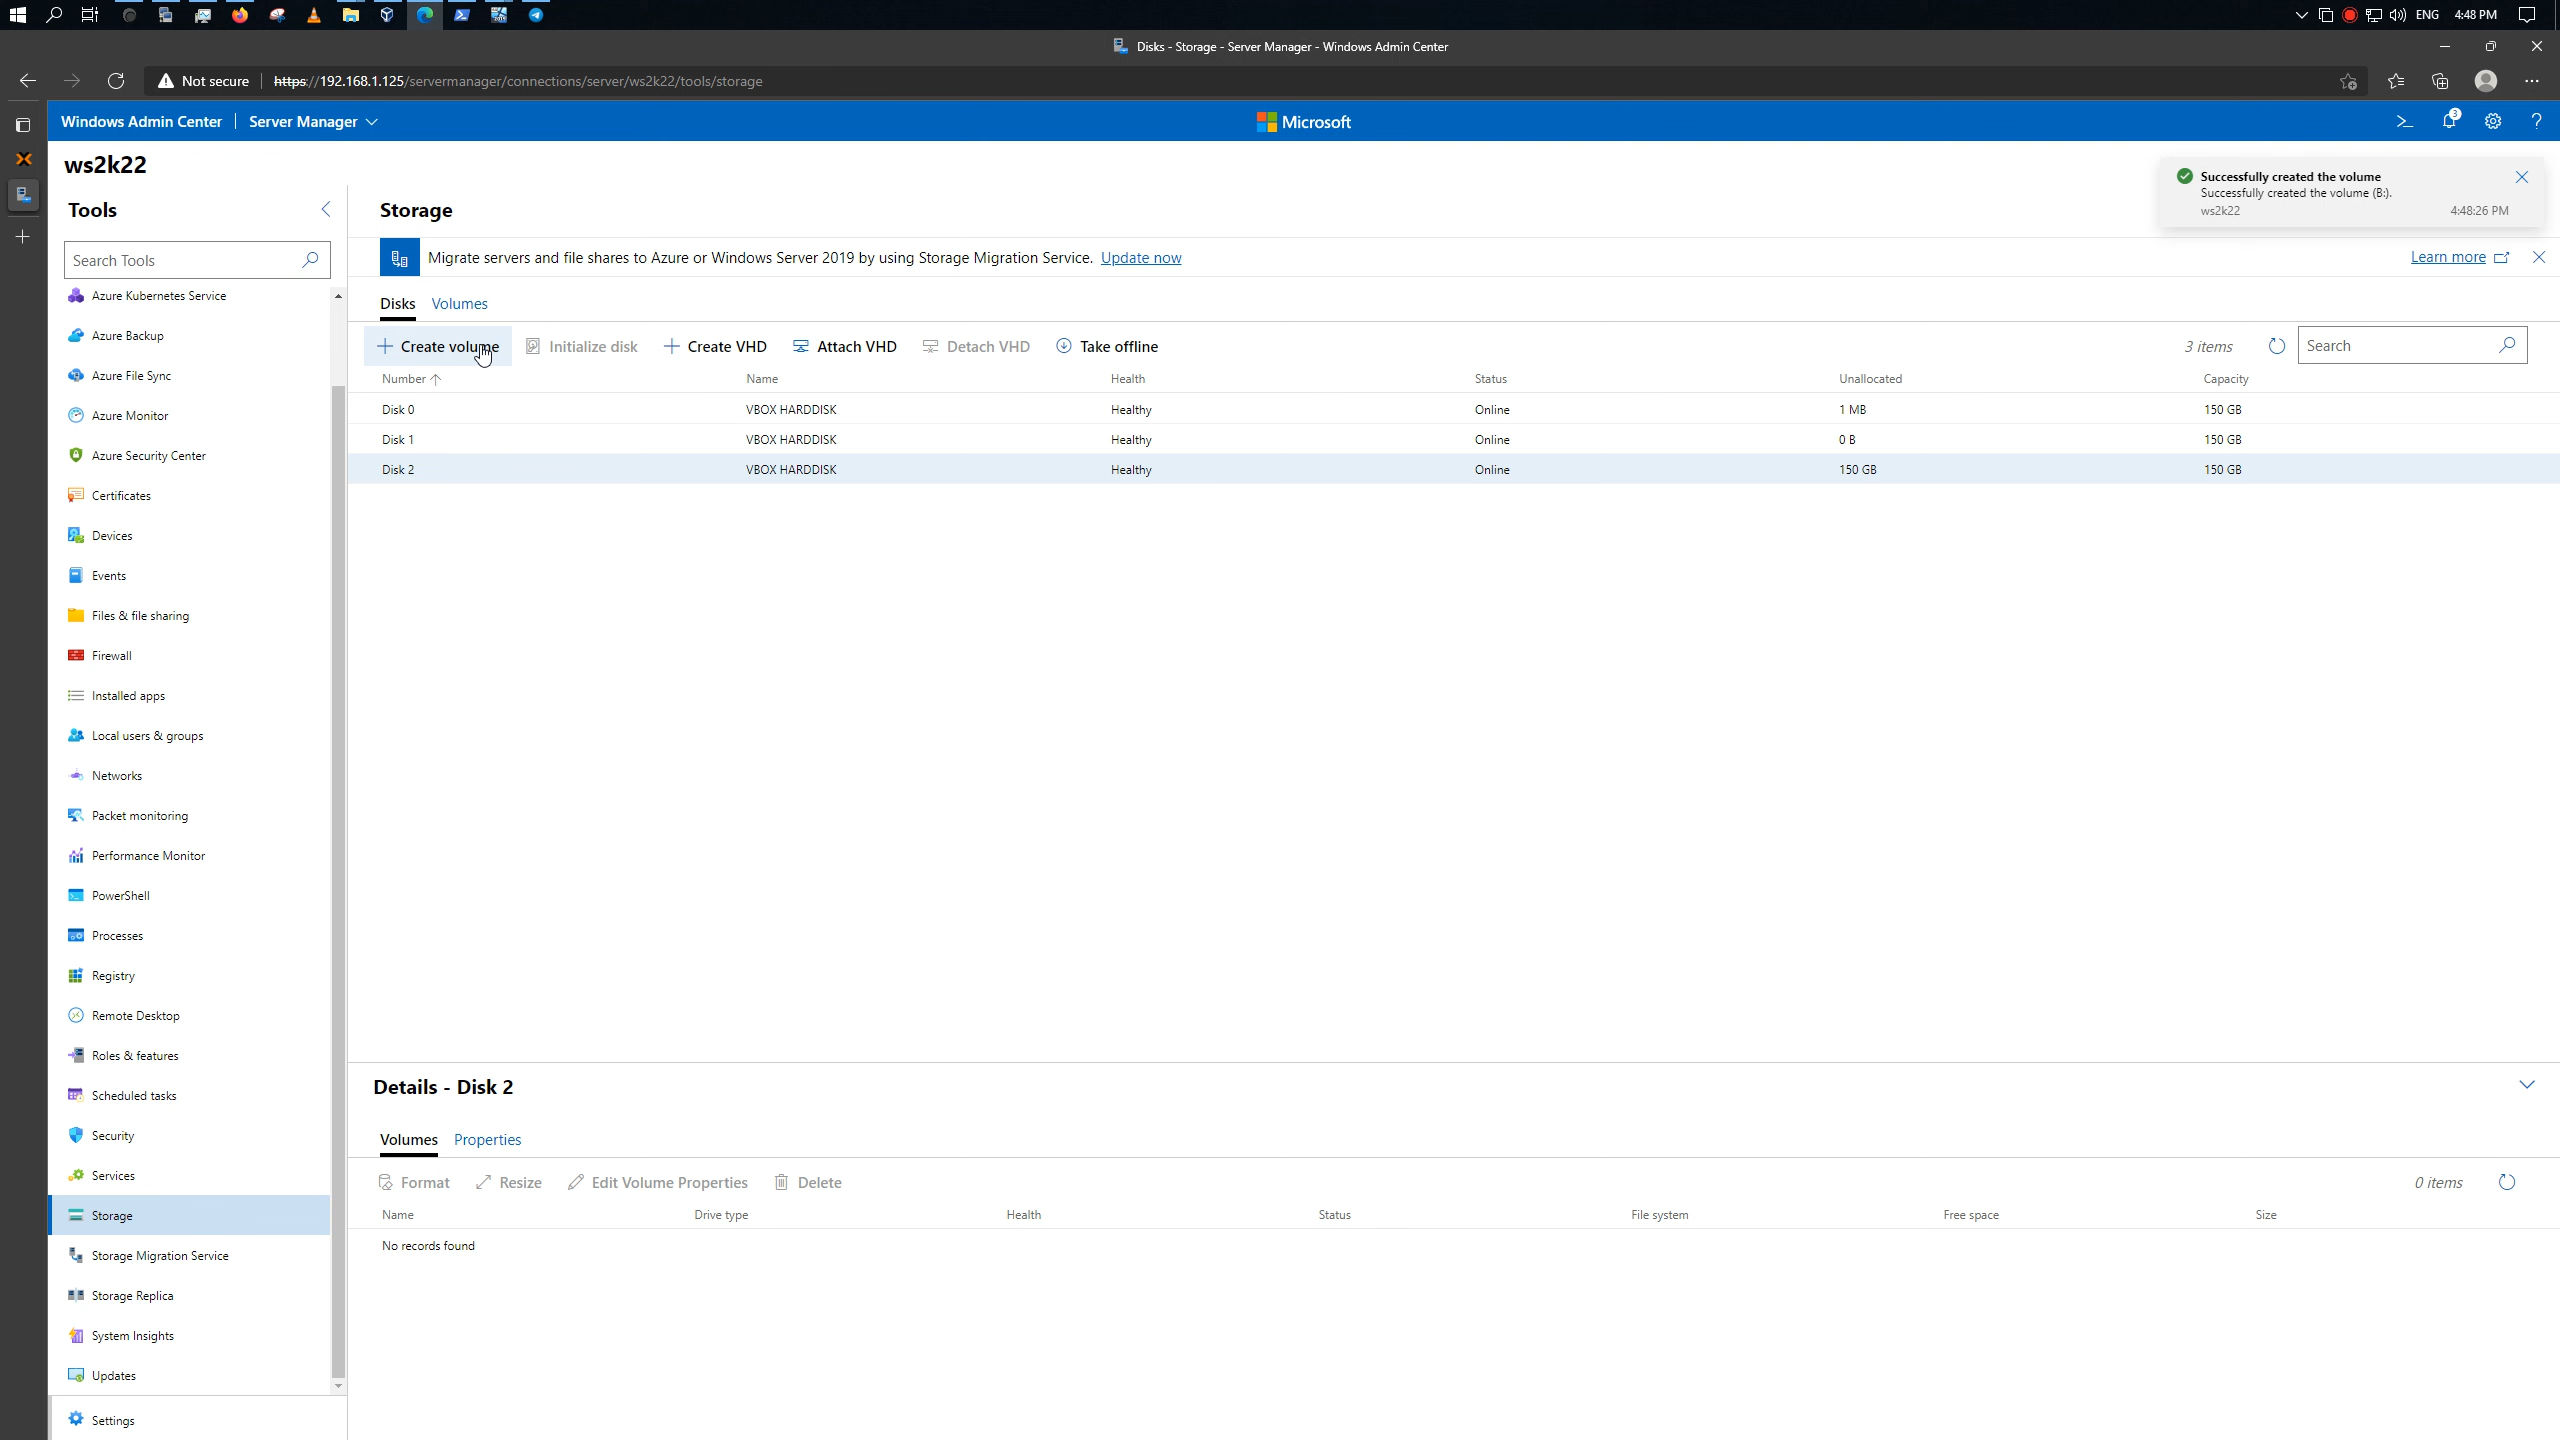 ENG 4:48 PM
Disks - Storage - Server Manager - Windows Admin Center
Not secure https://192.168.1.125/servermanager/connections/server/ws2k22/tools/storage
Windows Admin Center Server Manager Microsoft 3
ws2k22
Successfully created the volume
Successfully created the volume (B:).
ws2k22 4:48:26 PM
Tools
Storage
Search Tools
Migrate servers and file shares to Azure or Windows Server 2019 by using Storage Migration Service. Update now Learn more
Azure Kubernetes Service
Azure Backup
Azure File Sync
Azure Monitor
Azure Security Center
Certificates
Devices
Events
Files & file sharing
Firewall
Installed apps
Local users & groups
Networks
Packet monitoring
Performance Monitor
PowerShell
Processes
Registry
Remote Desktop
Roles & features
Scheduled tasks
Security
Services
Storage
Storage Migration Service
Storage Replica
System Insights
Updates
Settings
Disks Volumes
Create volume Initialize disk Create VHD Attach VHD Detach VHD Take offline 3 items Search
Number Name Health Status Unallocated Capacity
Disk 0 VBOX HARDDISK Healthy Online 1 MB 150 GB
Disk 1 VBOX HARDDISK Healthy Online 0 B 150 GB
Disk 2 VBOX HARDDISK Healthy Online 150 GB 150 GB
Details - Disk 2
Volumes Properties
Format Resize Edit Volume Properties Delete 0 items
Name Drive type Health Status File system Free space Size
No records found